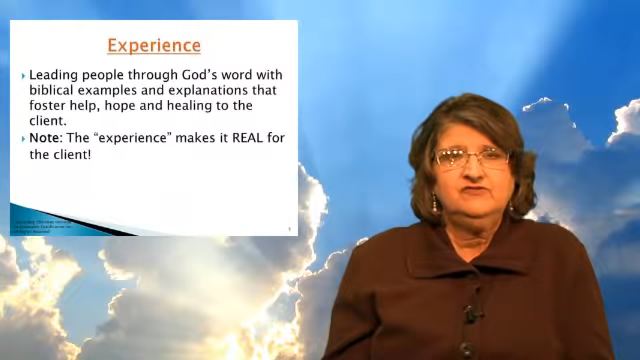 Experience
Leading people through God's word with
biblical examples and explanations that
foster help, hope and healing to the
client.
Note: The "experience" makes it REAL for
the client!